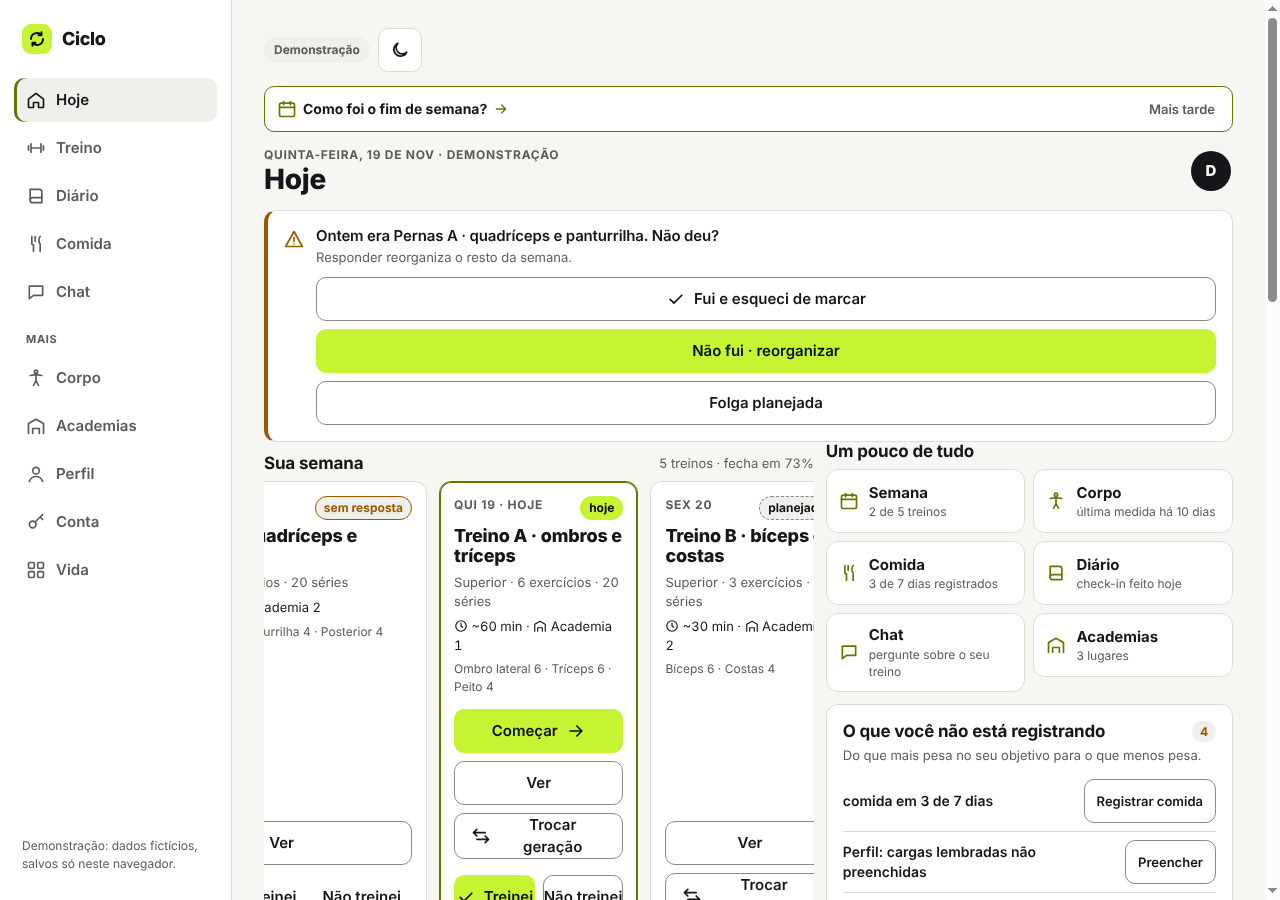 Ciclo
Hoje
Treino
Diário
Comida
Chat
MAIS
Corpo
Academias
Perfil
Conta
Vida
Demonstração: dados fictícios,
salvos só neste navegador.
Demonstração
Como foi o fim de semana?
Mais tarde
QUINTA-FEIRA, 19 DE NOV · DEMONSTRAÇÃO
Hoje
D
Ontem era Pernas A · quadríceps e panturrilha. Não deu?
Responder reorganiza o resto da semana.
Fui e esqueci de marcar
Não fui · reorganizar
Folga planejada
Sua semana
5 treinos · fecha em 73%
sem resposta
e
· 20 séries
2
4 · Posterior 4
Ver
Não treinei
QUI 19 · HOJE
hoje
Treino A · ombros e
tríceps
Superior · 6 exercícios · 20
séries
~60 min · Academia
1
Ombro lateral 6 · Tríceps 6 ·
Peito 4
Começar
Ver
Trocar
geração
Treinei
Não treinei
SEX 20
Treino B · bíceps
costas
Superior · 3 exercícios ·
séries
~30 min ·
2
Bíceps 6 · Costas 4
Ver
Trocar
Um pouco de tudo
Semana
2 de 5 treinos
Corpo
última medida há 10 dias
Comida
3 de 7 dias registrados
Diário
check-in feito hoje
Chat
pergunte sobre o seu
treino
Academias
3 lugares
O que você não está registrando
4
Do que mais pesa no seu objetivo para o que menos pesa.
comida em 3 de 7 dias
Registrar comida
Perfil: cargas lembradas não
preenchidas
Preencher